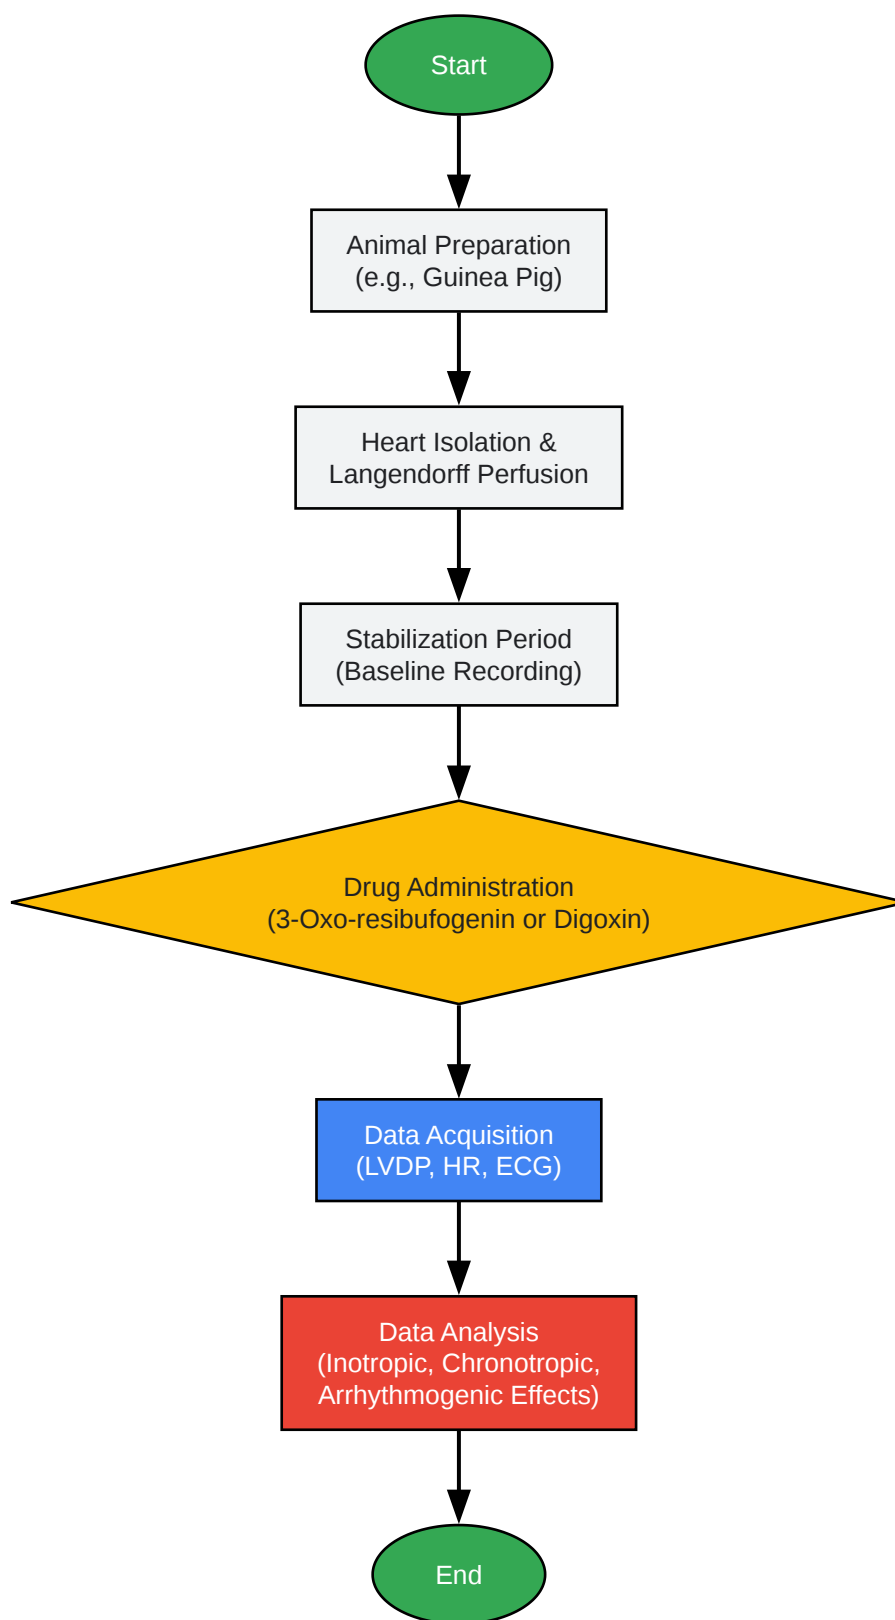 Start
Animal Preparation
(e.g., Guinea Pig)
Heart Isolation &
Langendorff Perfusion
Stabilization Period
(Baseline Recording)
Drug Administration
(3-Oxo-resibufogenin or Digoxin)
Data Acquisition
(LVDP, HR, ECG)
Data Analysis
(Inotropic, Chronotropic,
Arrhythmogenic Effects)
End